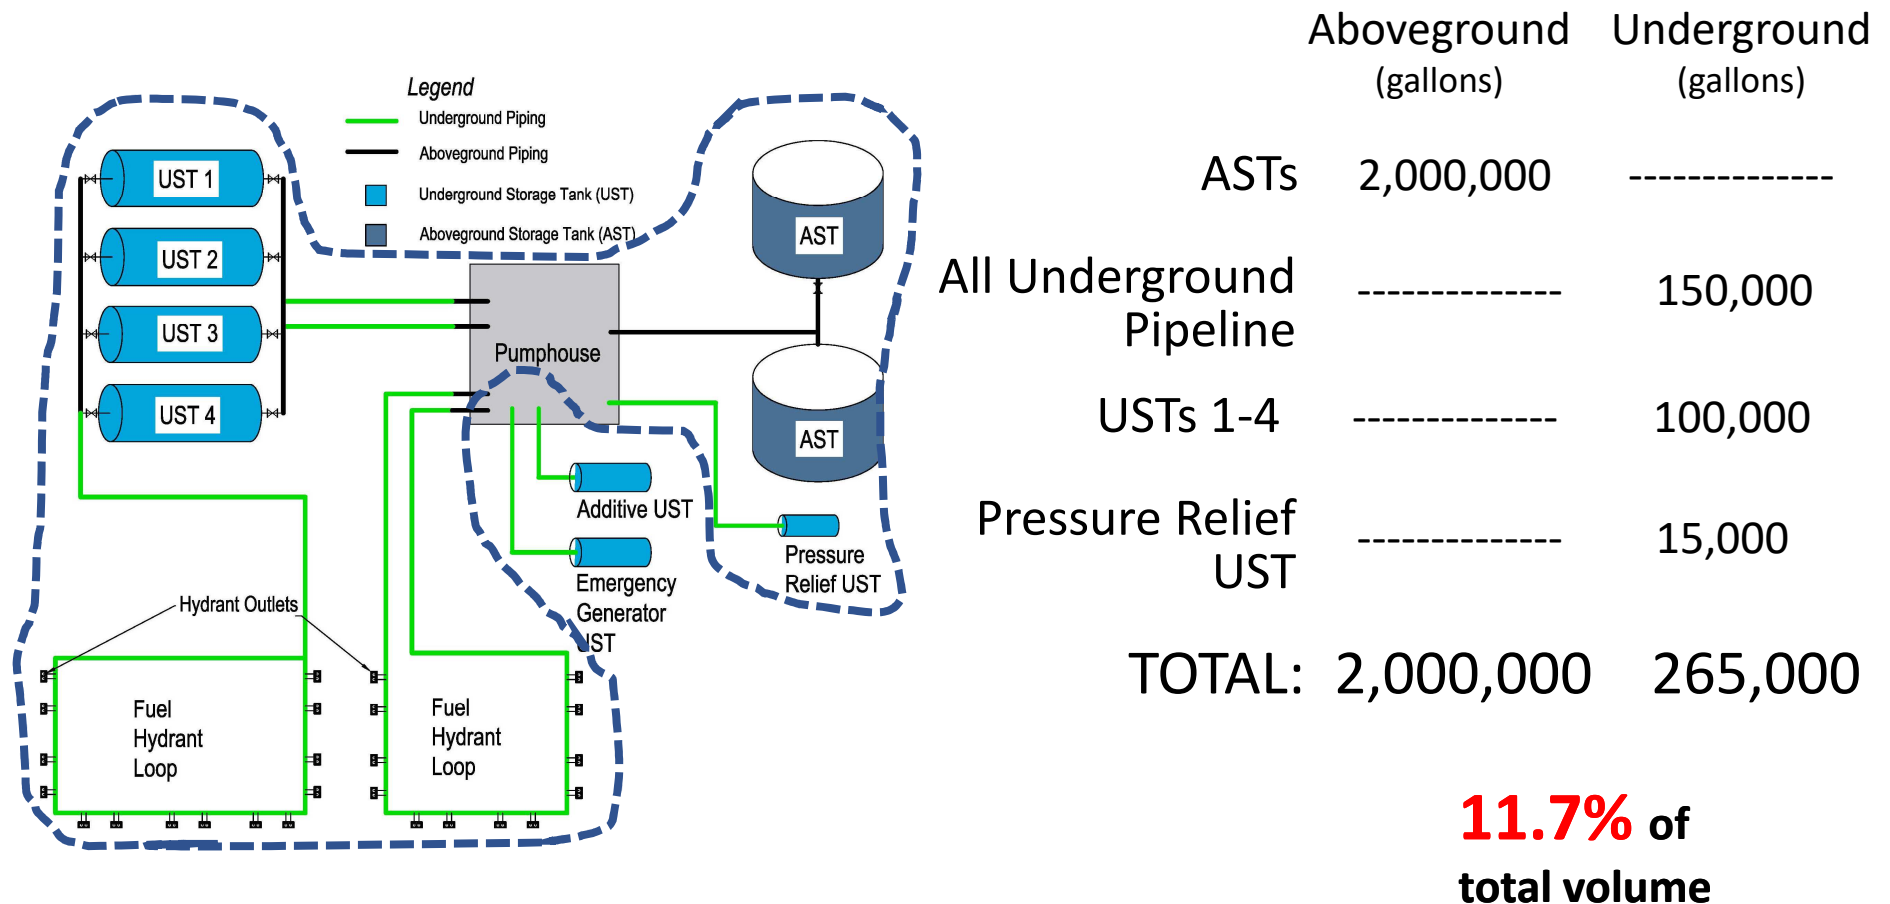 Legend
Underground Piping
Aboveground Piping
Underground Storage Tank (UST)
Aboveground Storage Tank (AST)
UST 1
UST 2
UST 3
UST 4
Pumphouse
AST
AST
Additive UST
Emergency
Generator
UST
Pressure
Relief UST
Hydrant Outlets
Fuel
Hydrant
Loop
Fuel
Hydrant
Loop
Aboveground Underground
(gallons) (gallons)
ASTs 2,000,000 --------------
All Underground
Pipeline -------------- 150,000
USTs 1-4 -------------- 100,000
Pressure Relief
UST -------------- 15,000
TOTAL: 2,000,000 265,000
11.7% of
total volume